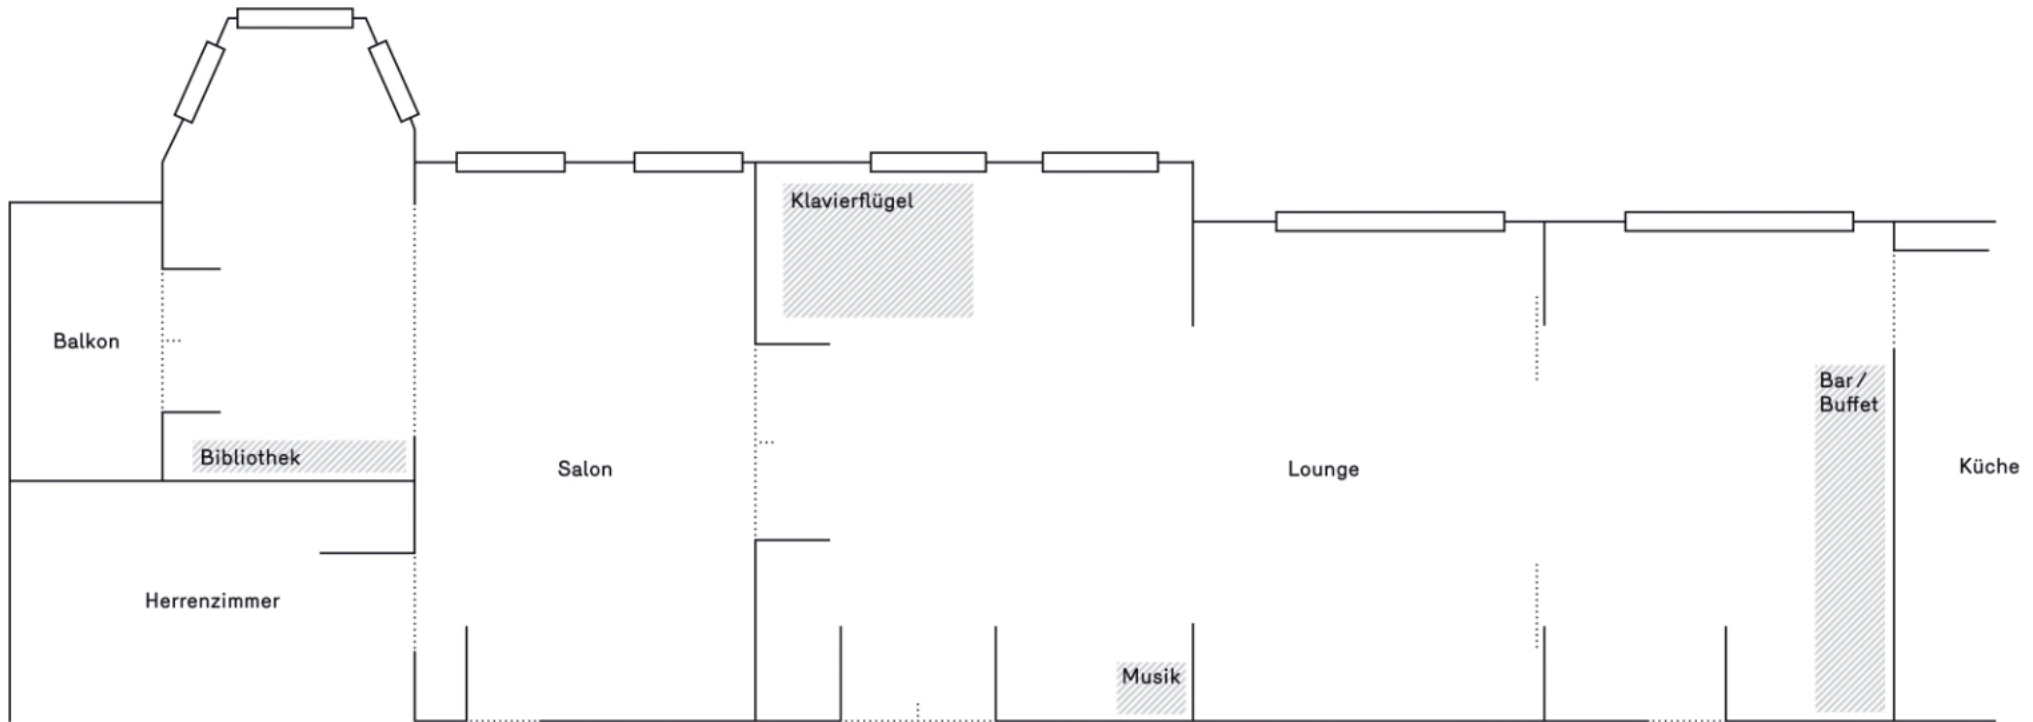 Klavierflügel
Balkon
Bar/
Buffet
Bibliothek
Salon
Lounge
Küche
Herrenzimmer
Musik